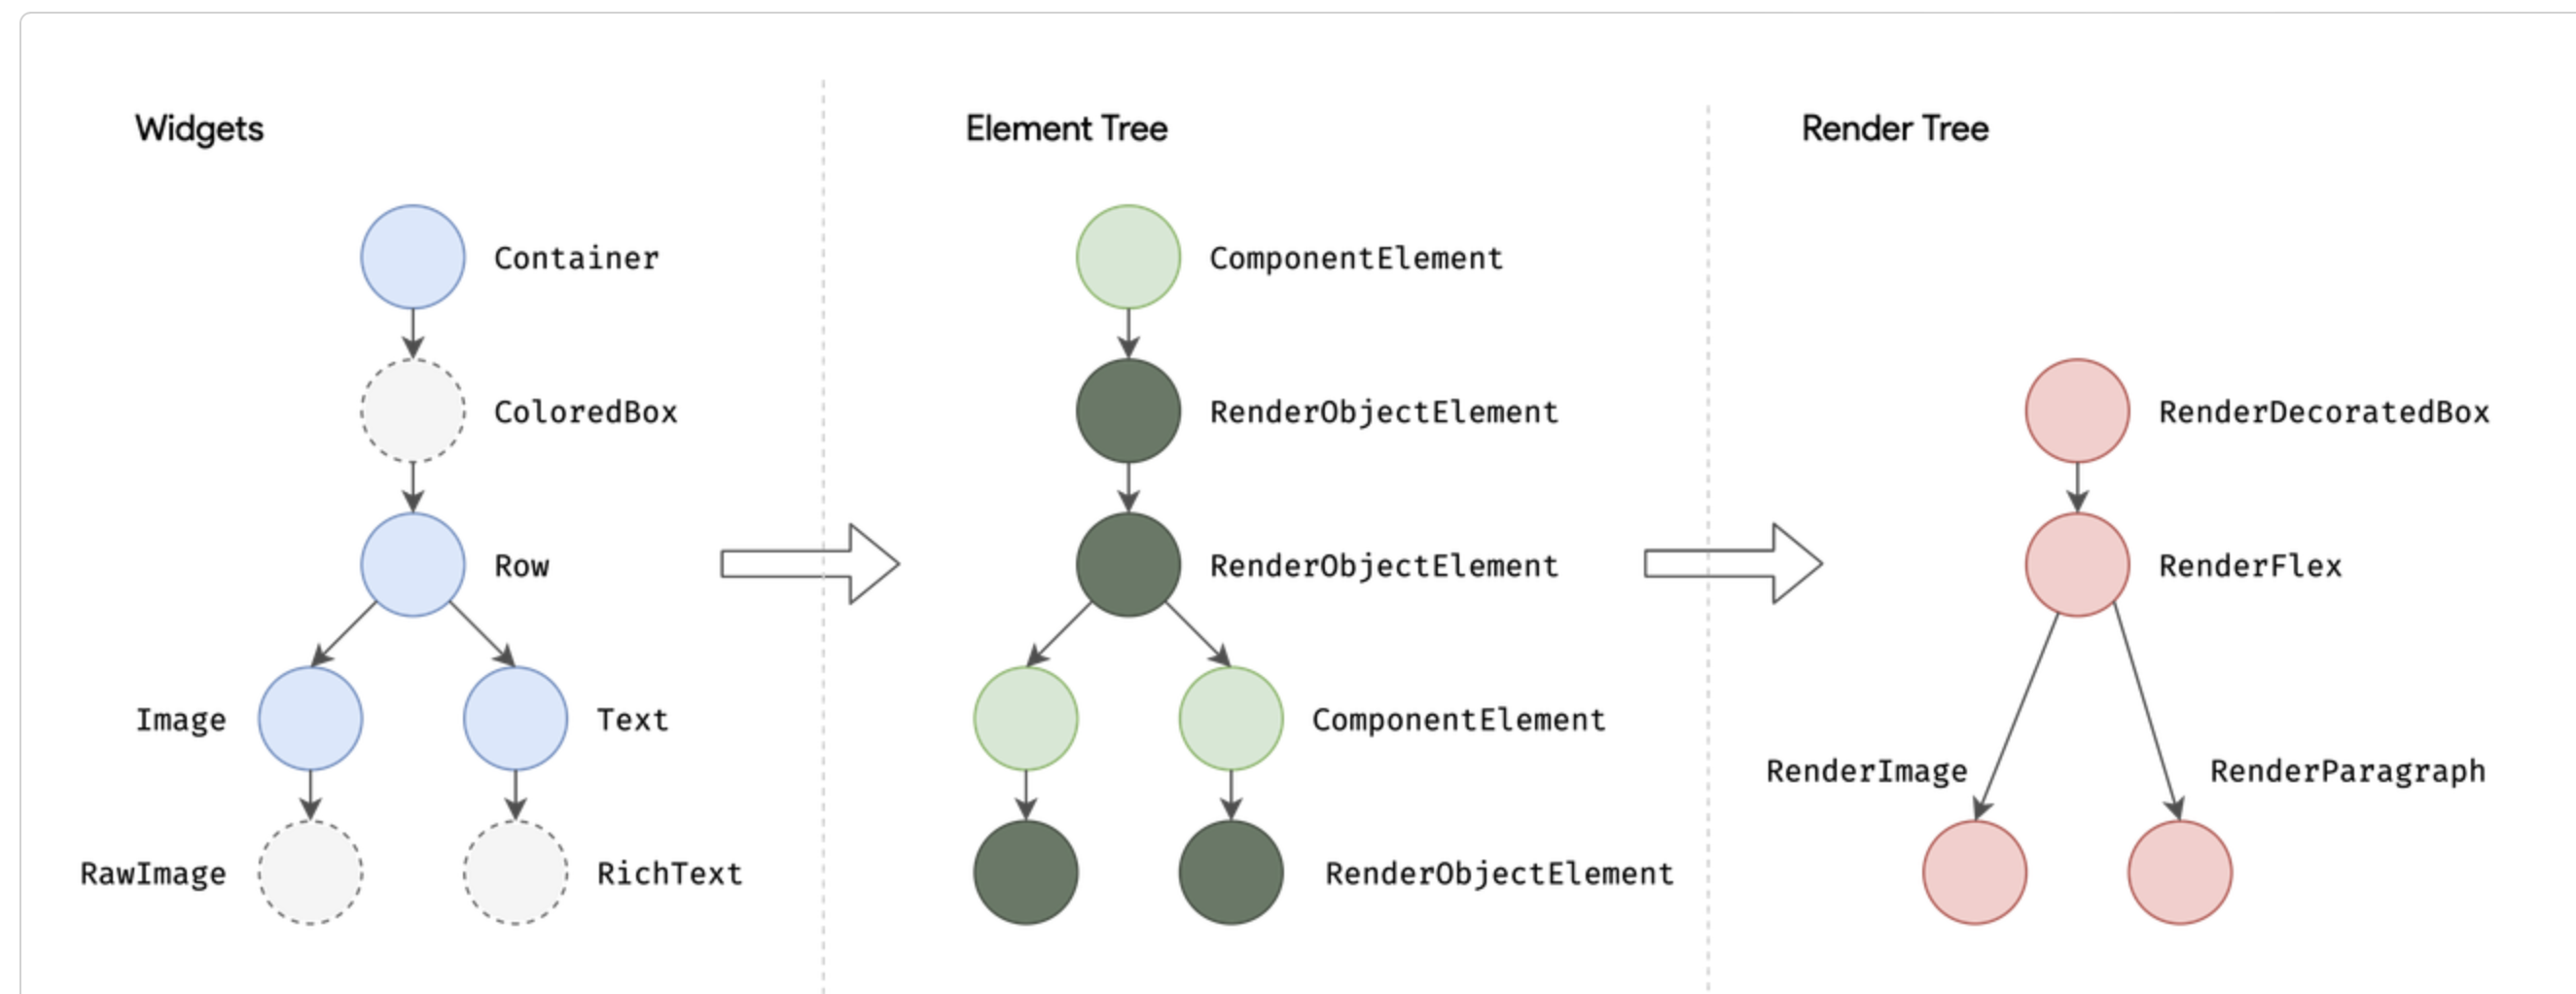 Widgets
Element Tree
Render Tree
Container
ComponentElement
ColoredBox
RenderObjectElement
RenderDecoratedBox
Row
RenderObjectElement
RenderFlex
Image
Text
ComponentElement
RenderImage
RenderParagraph
RawImage
RichText
RenderObjectElement